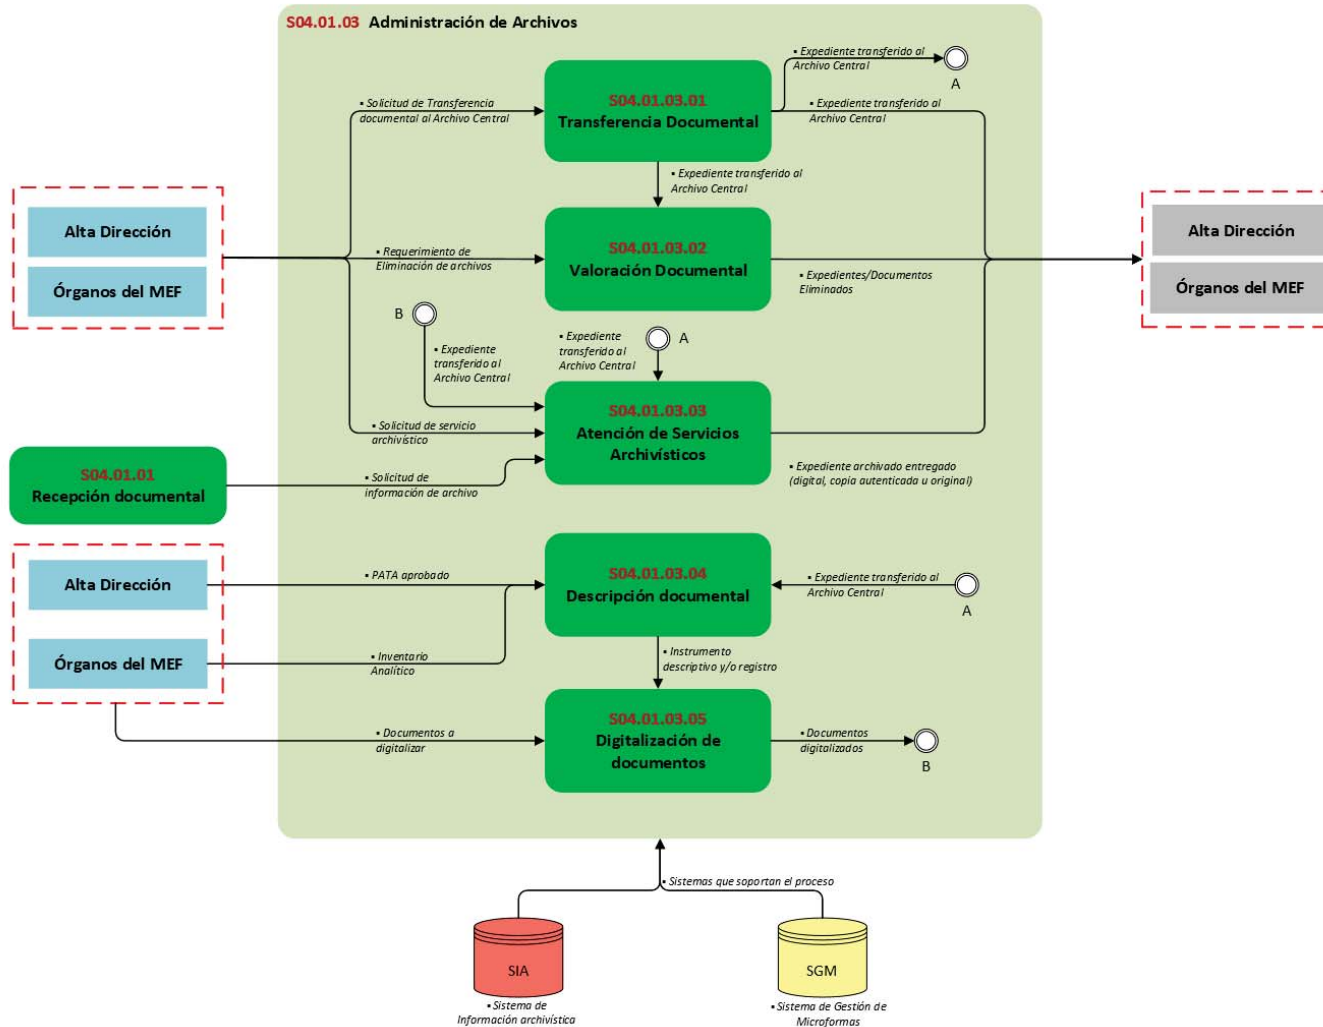 S04.01.03 Administración de Archivos
▪ Expediente transferido al
Archivo Central
A
S04.01.03.01
Transferencia Documental
▪ Solicitud de Transferencia
documental al Archivo Central
▪ Expediente transferido al
Archivo Central
▪ Expediente transferido al
Archivo Central
Alta Dirección
Órganos del MEF
▪ Requerimiento de
Eliminación de archivos
S04.01.03.02
Valoración Documental
▪ Expedientes/Documentos
Eliminados
Alta Dirección
Órganos del MEF
B
▪ Expediente
transferido al
Archivo Central
▪ Expediente
transferido al
Archivo Central
A
S04.01.03.03
Atención de Servicios
Archivísticos
▪ Solicitud de servicio
archivístico
▪ Expediente archivado entregado
(digital, copia autenticada u original)
S04.01.01
Recepción documental
▪ Solicitud de
información de archivo
Alta Dirección
▪ PATA aprobado
S04.01.03.04
Descripción documental
▪ Expediente transferido al
Archivo Central
A
Órganos del MEF
▪ Inventario
Analítico
▪ Instrumento
descriptivo y/o registro
▪ Documentos a
digitalizar
S04.01.03.05
Digitalización de
documentos
▪ Documentos
digitalizados
B
▪ Sistemas que soportan el proceso
SIA
▪ Sistema de
Información archivística
SGM
▪ Sistema de Gestión de
Microformas